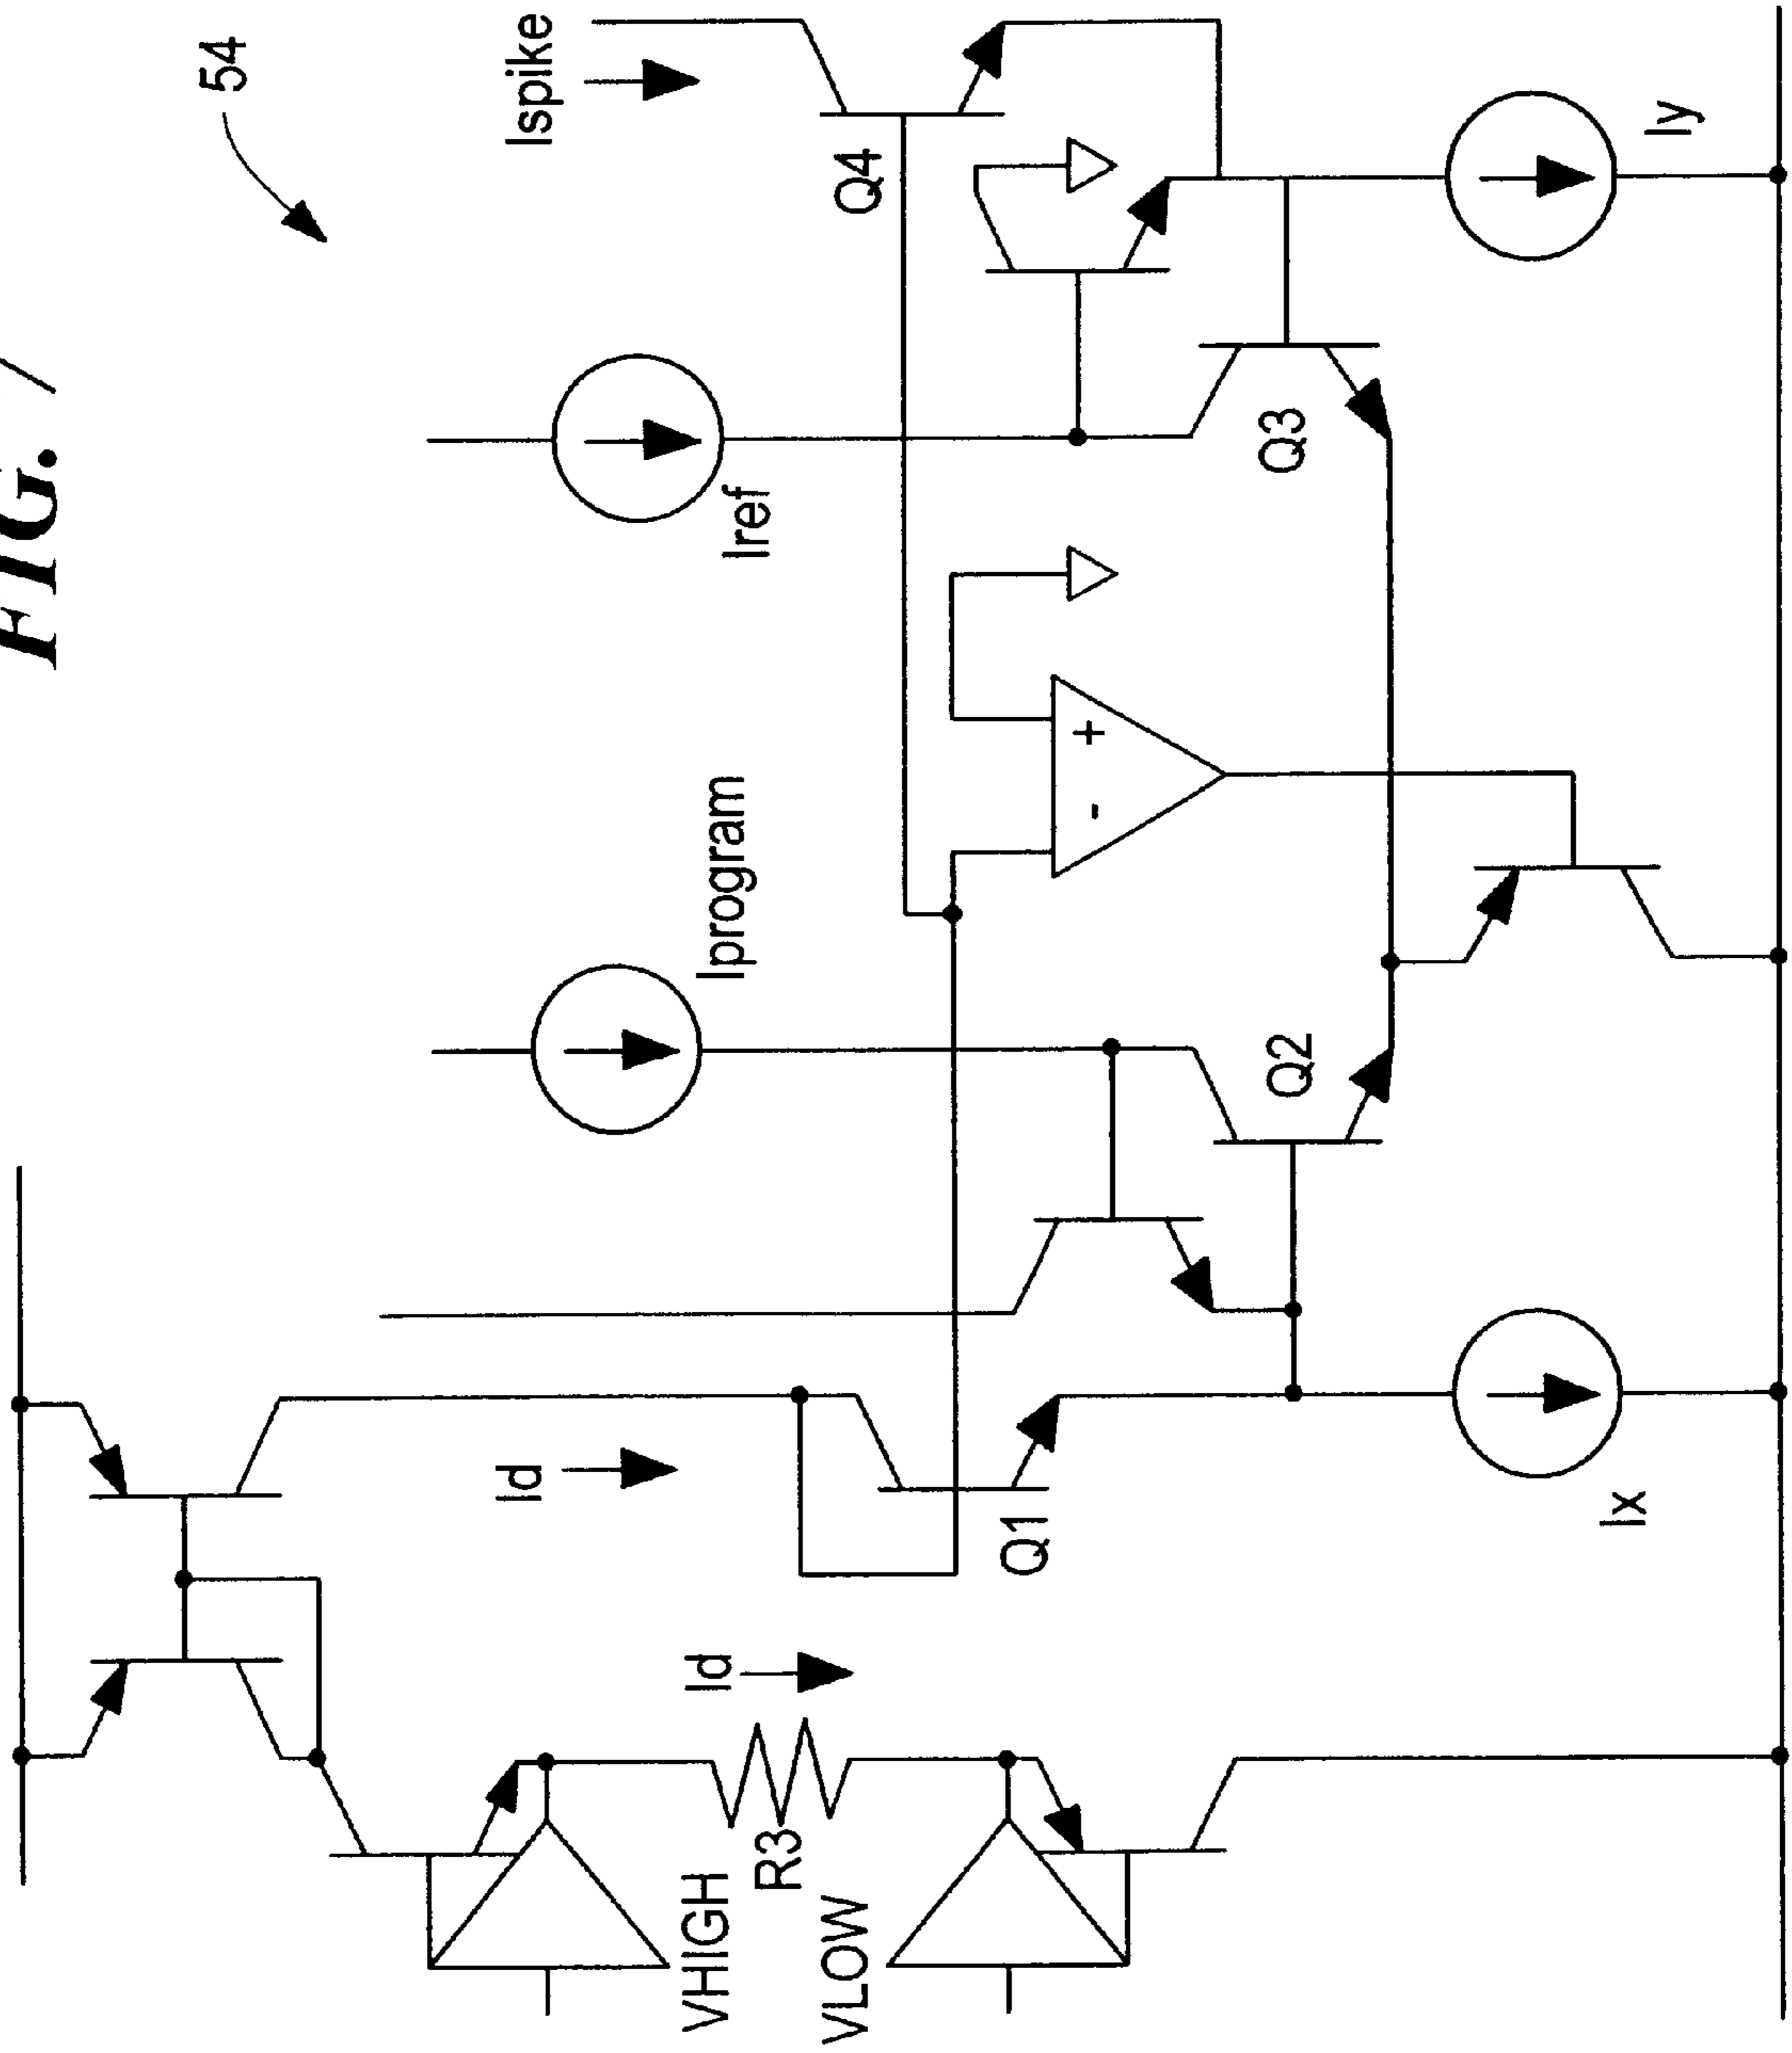 FIG. 7
54
Ispike
Q4
Iy
Iref
Q3
+
-
Iprogram
Q2
Id
Q1
Ix
Id
R3
VHIGH
VLOW